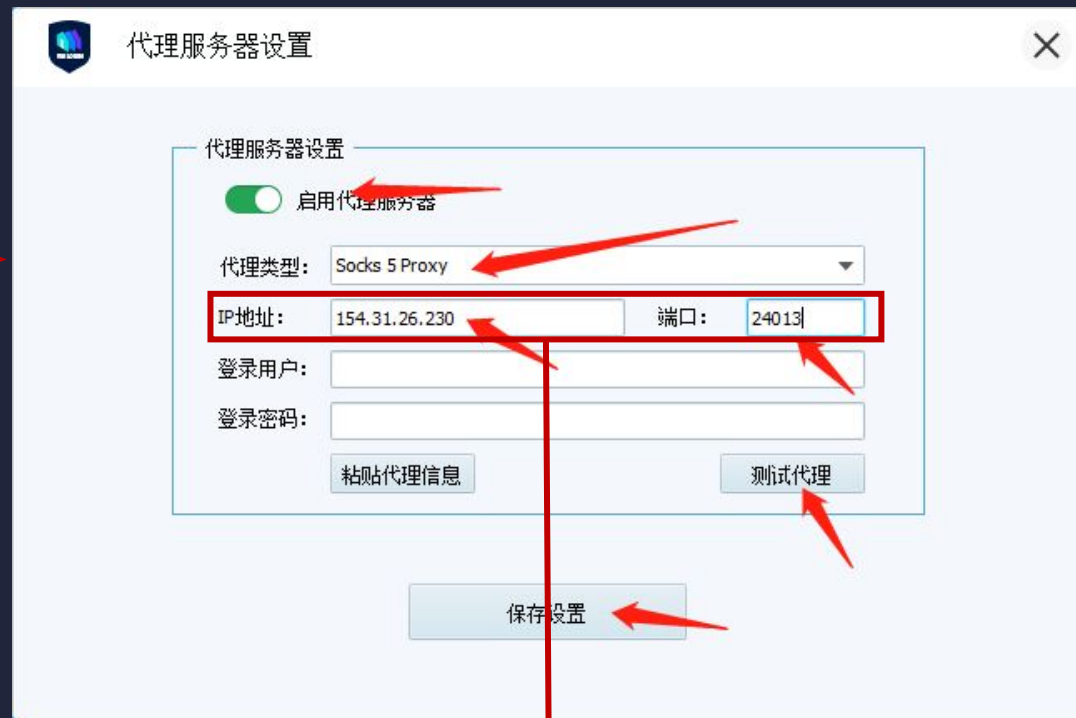 代理服务器设置
代理服务器设置
启用代理服务器
代理类型: Socks 5 Proxy
IP地址: 154.31.26.230 端口: 24013
登录用户:
登录密码:
粘贴代理信息 测试代理
保存设置